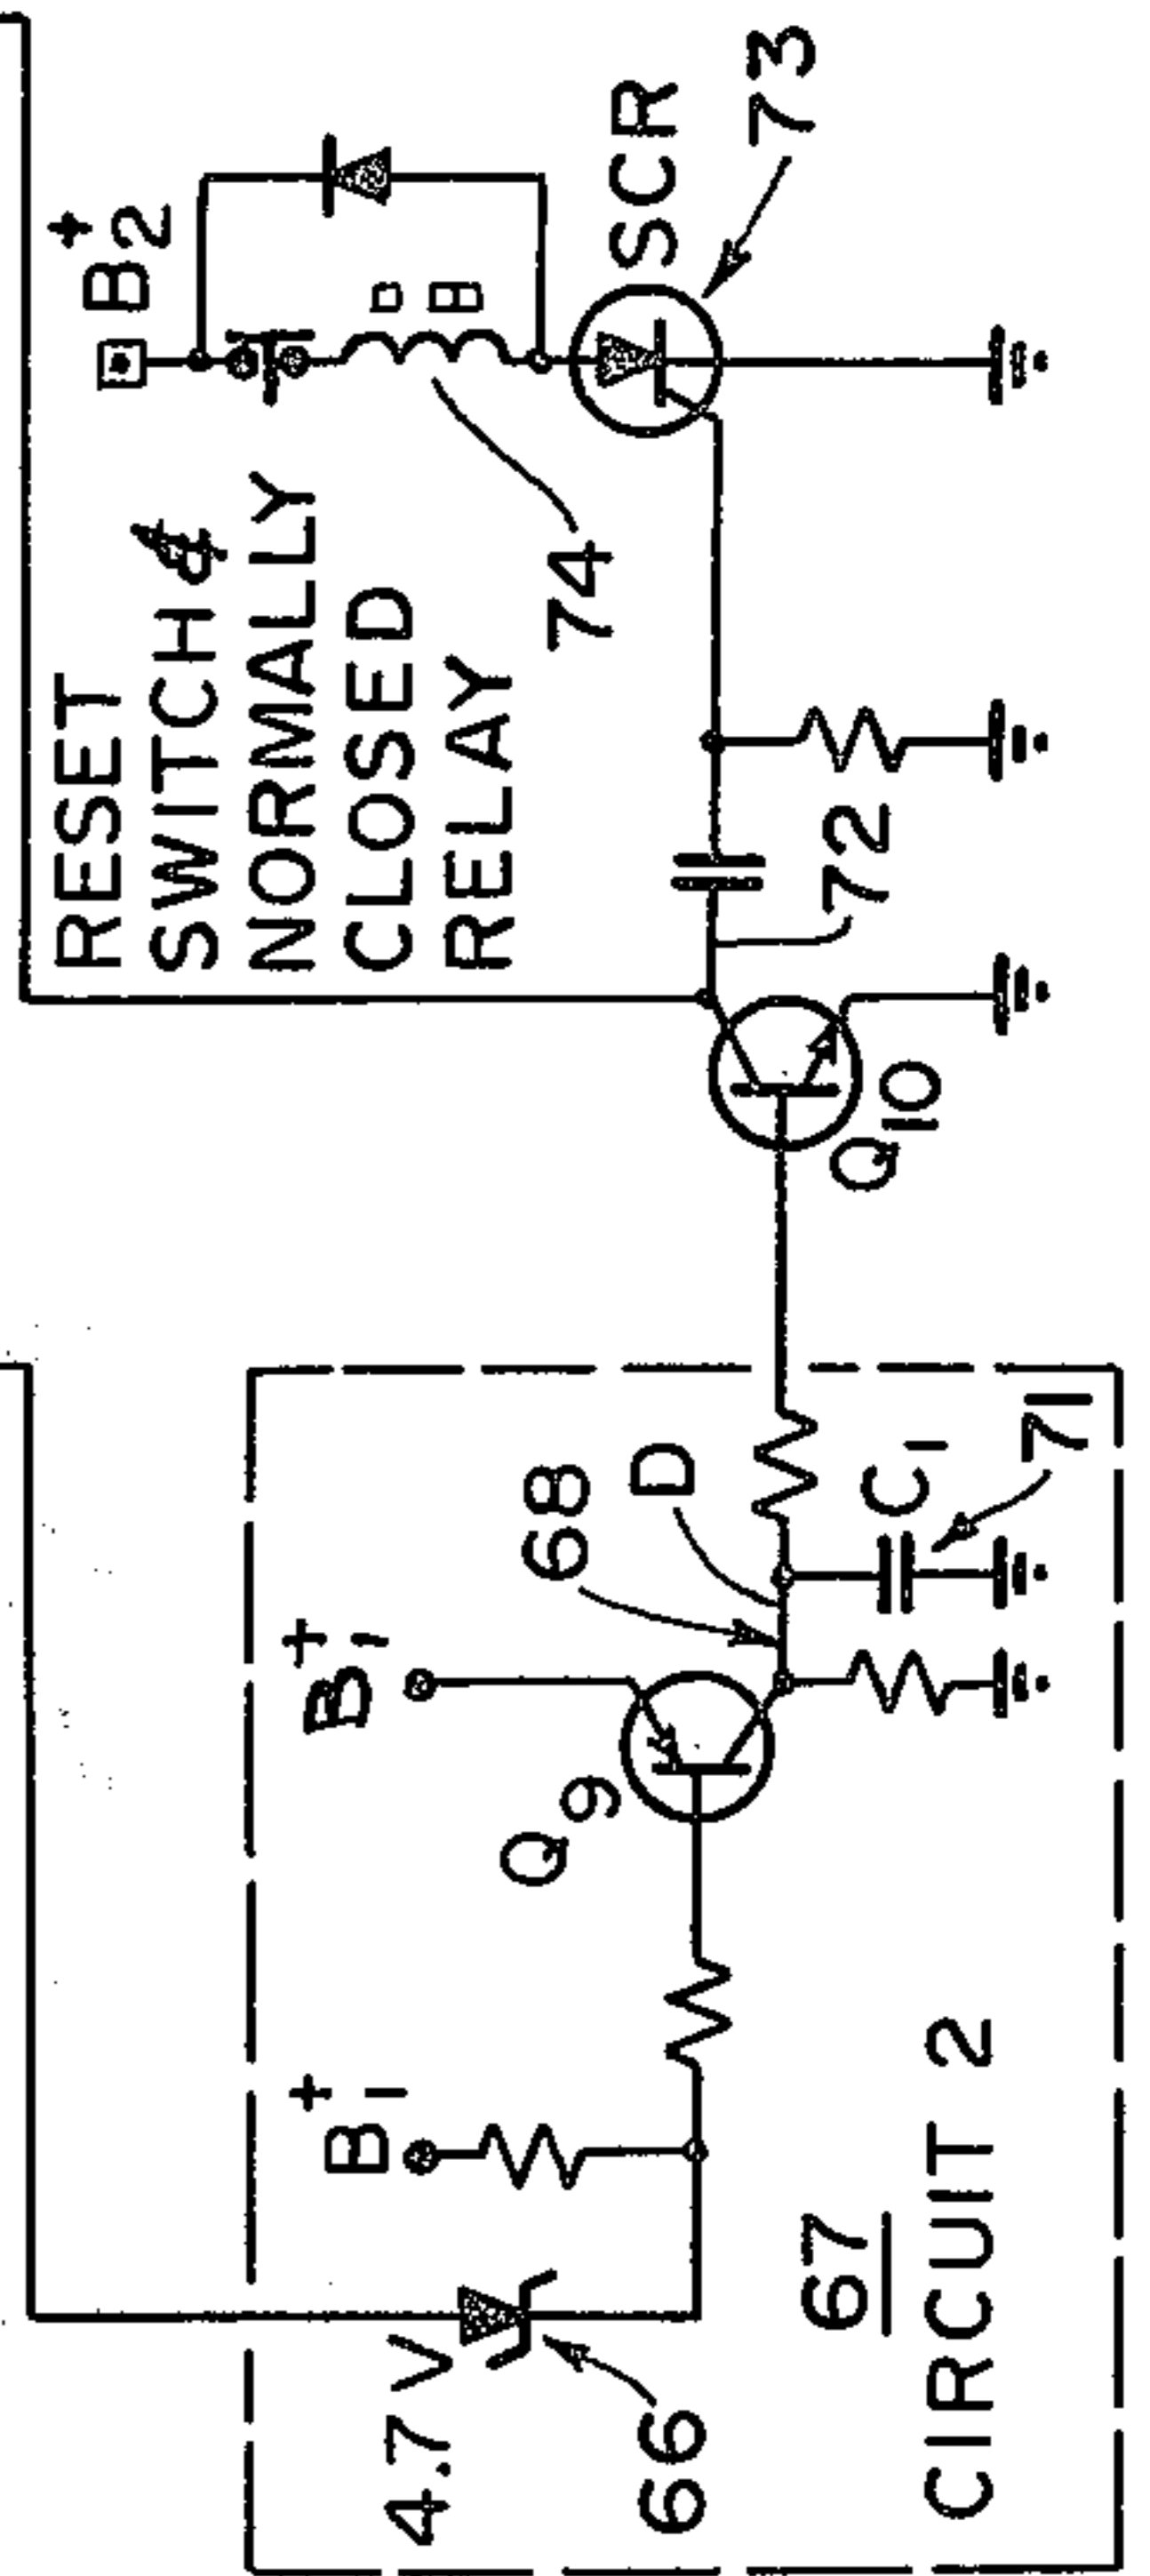 4.7 V
66
B1+
Q9
B1+
68
D
C1
71
67
CIRCUIT 2
RESET
SWITCH &
NORMALLY
CLOSED
RELAY
B2+
74
SCR
73
72
Q10